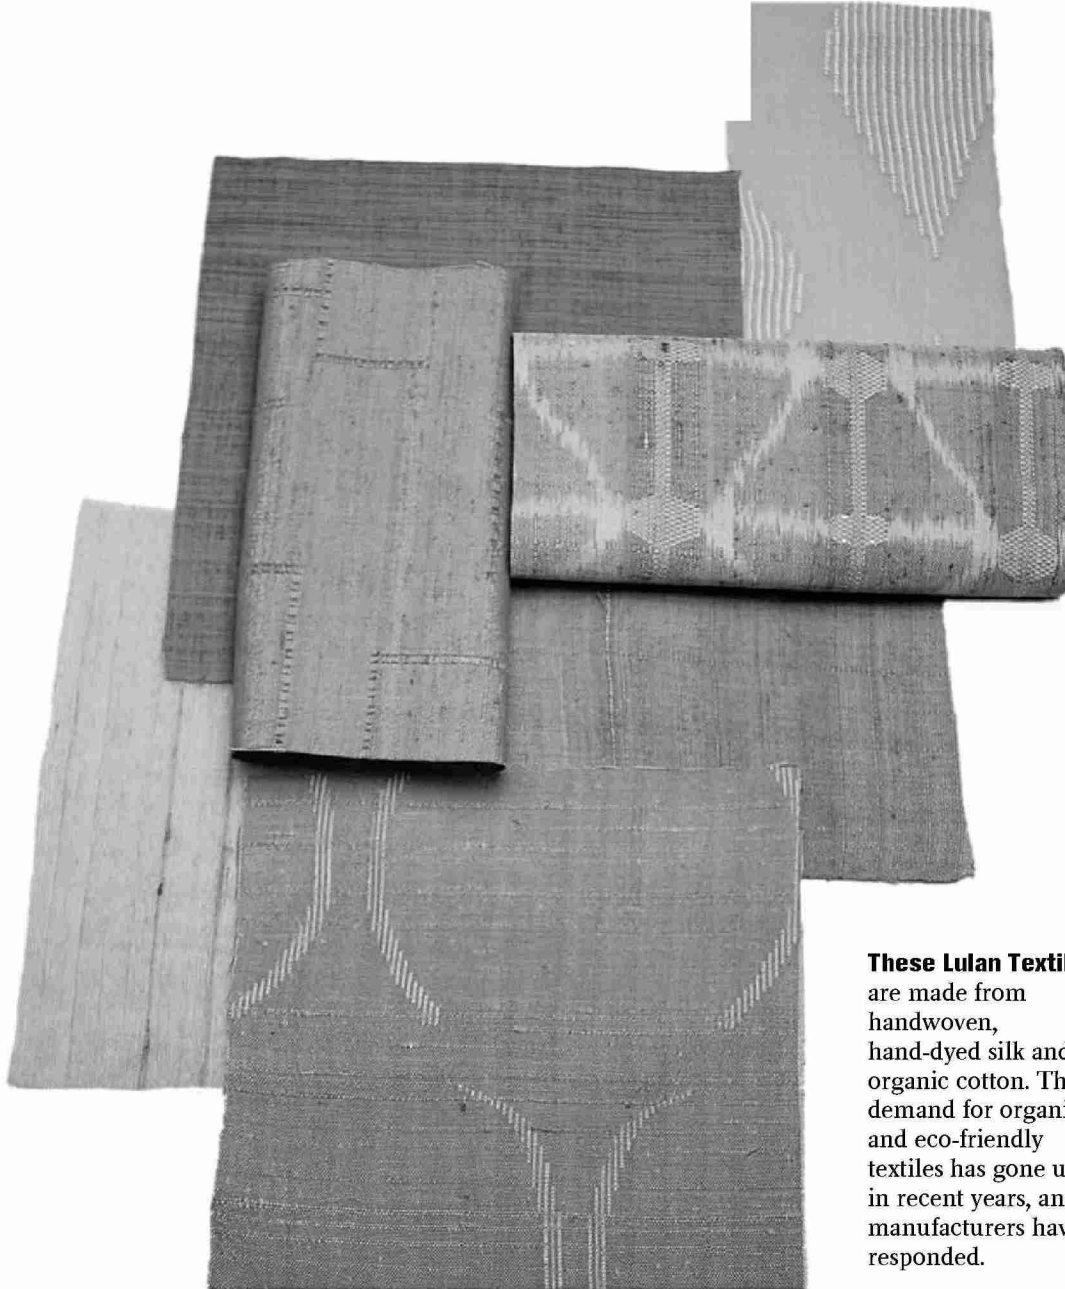 These Lulan Textil
are made from
handwoven,
hand-dyed silk and
organic cotton. Th
demand for organi
and eco-friendly
textiles has gone u
in recent years, an
manufacturers hav
responded.